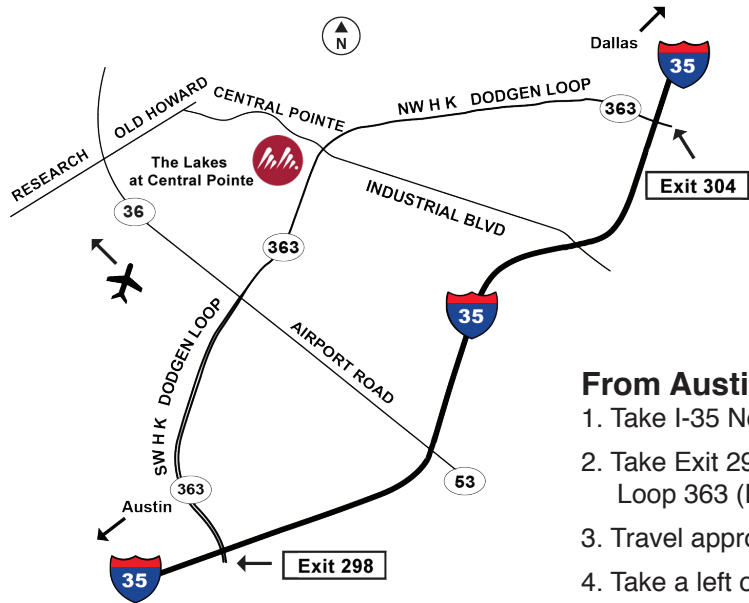 Dallas
35
N
NW H K DODGEN LOOP
363
CENTRAL POINTE
OLD HOWARD
RESEARCH
The Lakes
at Central Pointe
Exit 304
INDUSTRIAL BLVD
36
363
35
AIRPORT ROAD
SW H K DODGEN LOOP
53
363
Austin
35
Exit 298
From Austi
1. Take I-35 No
2. Take Exit 29
Loop 363 (
3. Travel appro
4. Take a left o